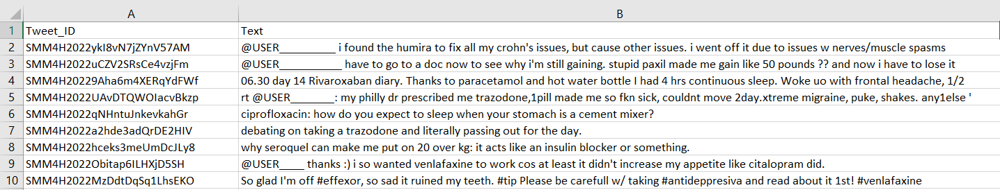 A B
1 Tweet_ID Text
2 SMM4H2022ykI8vN7jZYnV57AM @USER_________ i found the humira to fix all my crohn's issues, but cause other issues. i went off it due to issues w nerves/muscle spasms
3 SMM4H2022uCZV2SRsCe4vzjFm @USER__________ have to go to a doc now to see why i'm still gaining. stupid paxil made me gain like 50 pounds ?? and now i have to lose it
4 SMM4H20229Aha6m4XERqYdFWf 06.30 day 14 Rivaroxaban diary. Thanks to paracetamol and hot water bottle I had 4 hrs continuous sleep. Woke uo with frontal headache, 1/2
5 SMM4H2022UAvDTQWOIacvBkzp rt @USER_______: my philly dr prescribed me trazodone,1pill made me so fkn sick, couldnt move 2day.xtreme migraine, puke, shakes. any1else '
6 SMM4H2022qNHntuJnkevkahGr ciprofloxacin: how do you expect to sleep when your stomach is a cement mixer?
7 SMM4H2022a2hde3adQrDE2HIV debating on taking a trazodone and literally passing out for the day.
8 SMM4H2022hceks3meUmDcJLy8 why seroquel can make me put on 20 over kg: it acts like an insulin blocker or something.
9 SMM4H2022Obitap6ILHXjD5SH @USER____ thanks :) i so wanted venlafaxine to work cos at least it didn't increase my appetite like citalopram did.
10 SMM4H2022MzDdtDqSq1LhsEKO So glad I'm off #effexor, so sad it ruined my teeth. #tip Please be carefull w/ taking #antideppresiva and read about it 1st! #venlafaxine